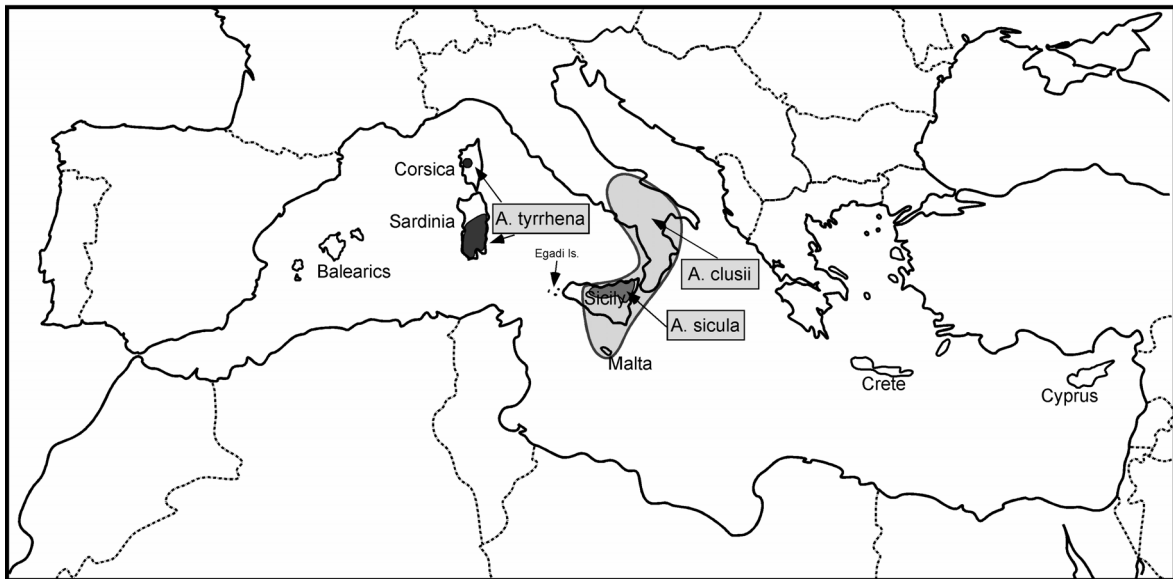 Corsica
Sardinia
A. tyrrhena
Egadi Is.
Balearics
A. clusii
Sicily
A. sicula
Malta
Crete
Cyprus